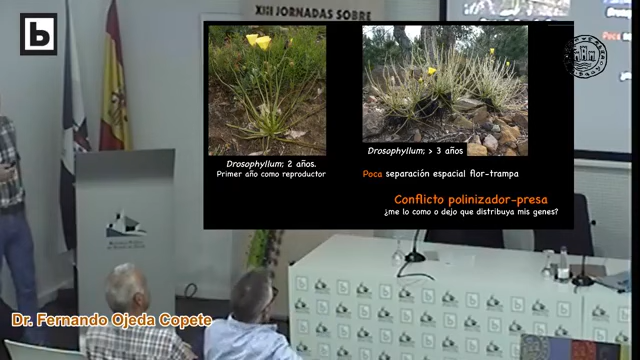 b
XIII JORNADAS SOBRE
Poca
Drosophyllum; 2 años.
Primer año como reproductor
Drosophyllum; > 3 años
Poca separación espacial flor-trampa
Conflicto polinizador-presa
¿me lo como o dejo que distribuya mis genes?
Dr. Fernando Ojeda Copete